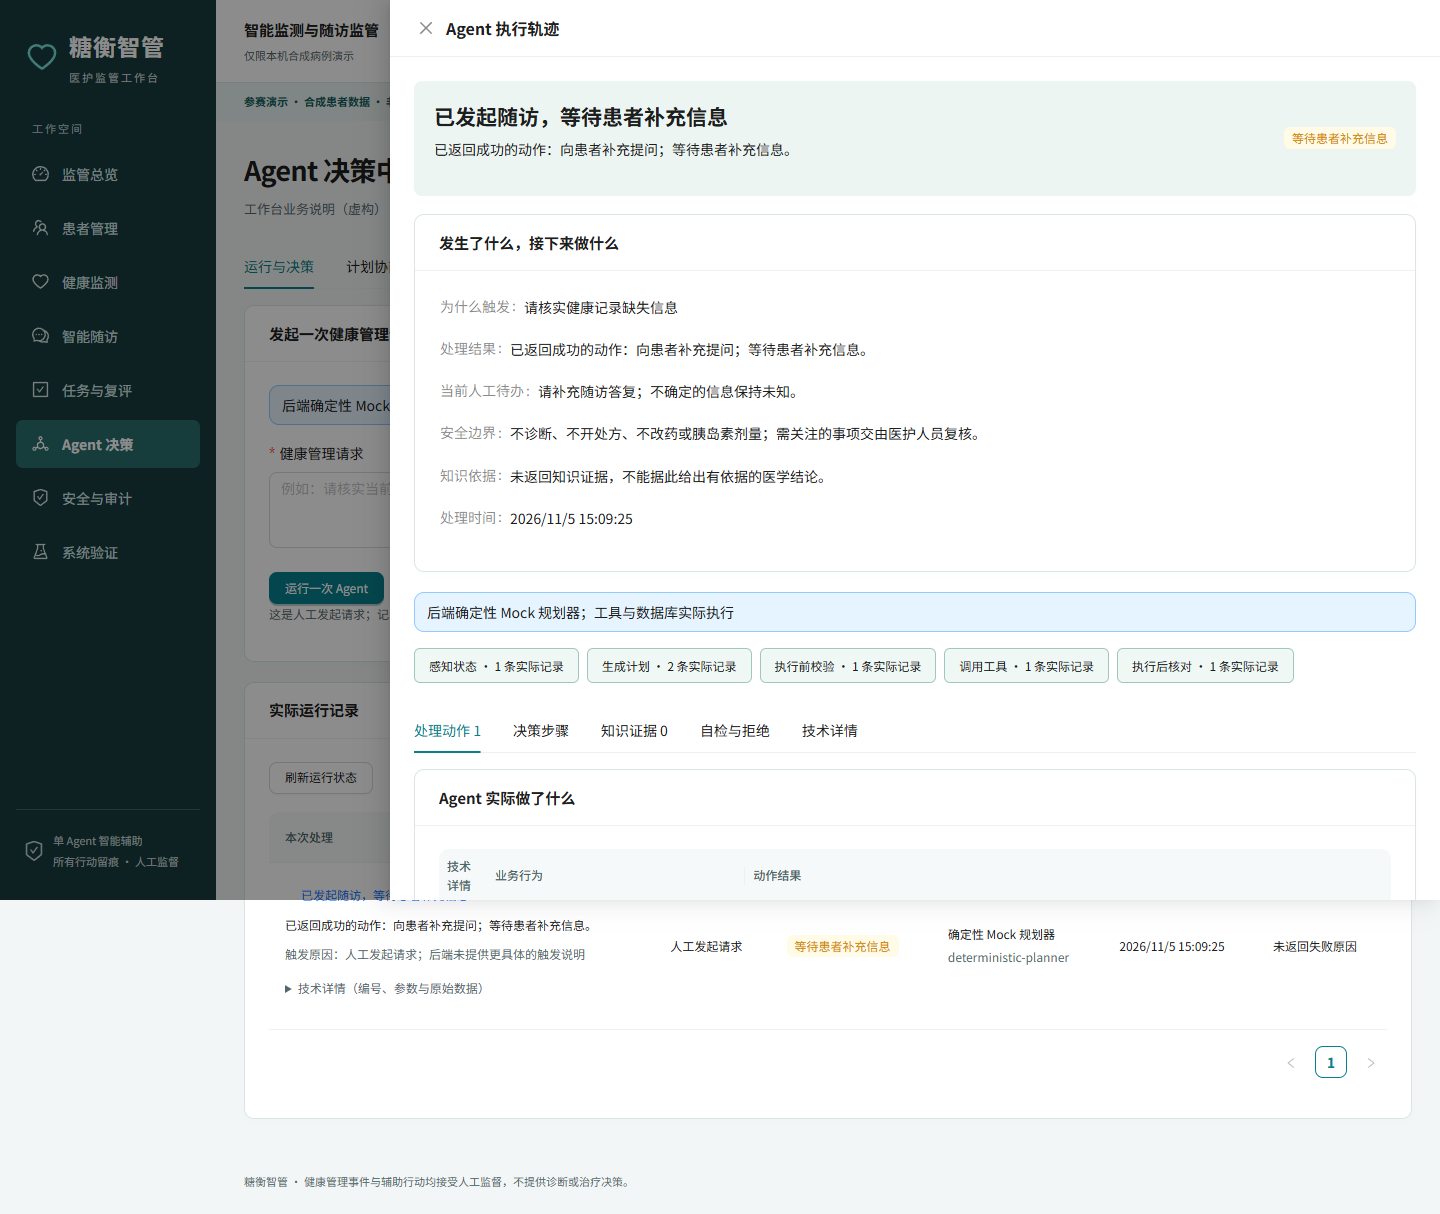 糖衡智管
医护监管工作台
工作空间
监管总览
患者管理
健康监测
智能随访
任务与复评
Agent 决策
安全与审计
系统验证
单 Agent 智能辅助
所有行动留痕 · 人工监督
智能监测与随访监管
仅限本机合成病例演示
参赛演示 · 合成患者数据 ·
Agent 决策中
工作台业务说明（虚构）
运行与决策
计划协
发起一次健康管理
后端确定性 Mock
* 健康管理请求
例如：请核实当前
运行一次 Agent
这是人工发起请求；记
实际运行记录
刷新运行状态
本次处理
已发起随访，等待
已返回成功的动作：向患者补充提问；等待患者补充信息。
触发原因：人工发起请求；后端未提供更具体的触发说明
技术详情（编号、参数与原始数据）
人工发起请求
等待患者补充信息
确定性 Mock 规划器
deterministic-planner
2026/11/5 15:09:25
未返回失败原因
1
糖衡智管 · 健康管理事件与辅助行动均接受人工监督，不提供诊断或治疗决策。
Agent 执行轨迹
已发起随访，等待患者补充信息
已返回成功的动作：向患者补充提问；等待患者补充信息。
等待患者补充信息
发生了什么，接下来做什么
为什么触发：请核实健康记录缺失信息
处理结果：已返回成功的动作：向患者补充提问；等待患者补充信息。
当前人工待办：请补充随访答复；不确定的信息保持未知。
安全边界：不诊断、不开处方、不改药或胰岛素剂量；需关注的事项交由医护人员复核。
知识依据：未返回知识证据，不能据此给出有依据的医学结论。
处理时间：2026/11/5 15:09:25
后端确定性 Mock 规划器；工具与数据库实际执行
感知状态 · 1 条实际记录
生成计划 · 2 条实际记录
执行前校验 · 1 条实际记录
调用工具 · 1 条实际记录
执行后核对 · 1 条实际记录
处理动作 1
决策步骤
知识证据 0
自检与拒绝
技术详情
Agent 实际做了什么
技术详情
业务行为
动作结果